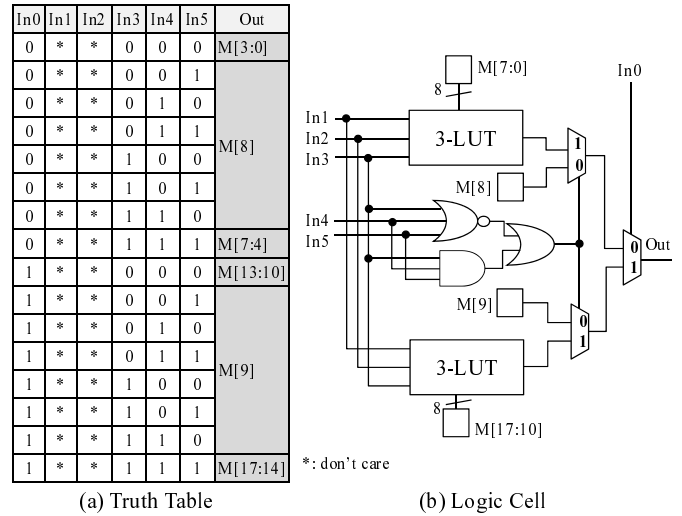 In0 In1 In2 In3 In4 In5 Out
0 * * 0 0 0 M[3:0]
0 * * 0 0 1
0 * * 0 1 0
0 * * 0 1 1
M[8]
0 * * 1 0 0
0 * * 1 0 1
0 * * 1 1 0
0 * * 1 1 1 M[7:4]
1 * * 0 0 0 M[13:10]
1 * * 0 0 1
1 * * 0 1 0
1 * * 0 1 1
M[9]
1 * * 1 0 0
1 * * 1 0 1
1 * * 1 1 0
1 * * 1 1 1 M[17:14]
(a) Truth Table
M[7:0]
8
In0
In1
In2
In3
3-LUT
1
0
M[8]
In4
In5
0
1
Out
M[9]
0
1
3-LUT
8
M[17:10]
*: don't care
(b) Logic Cell